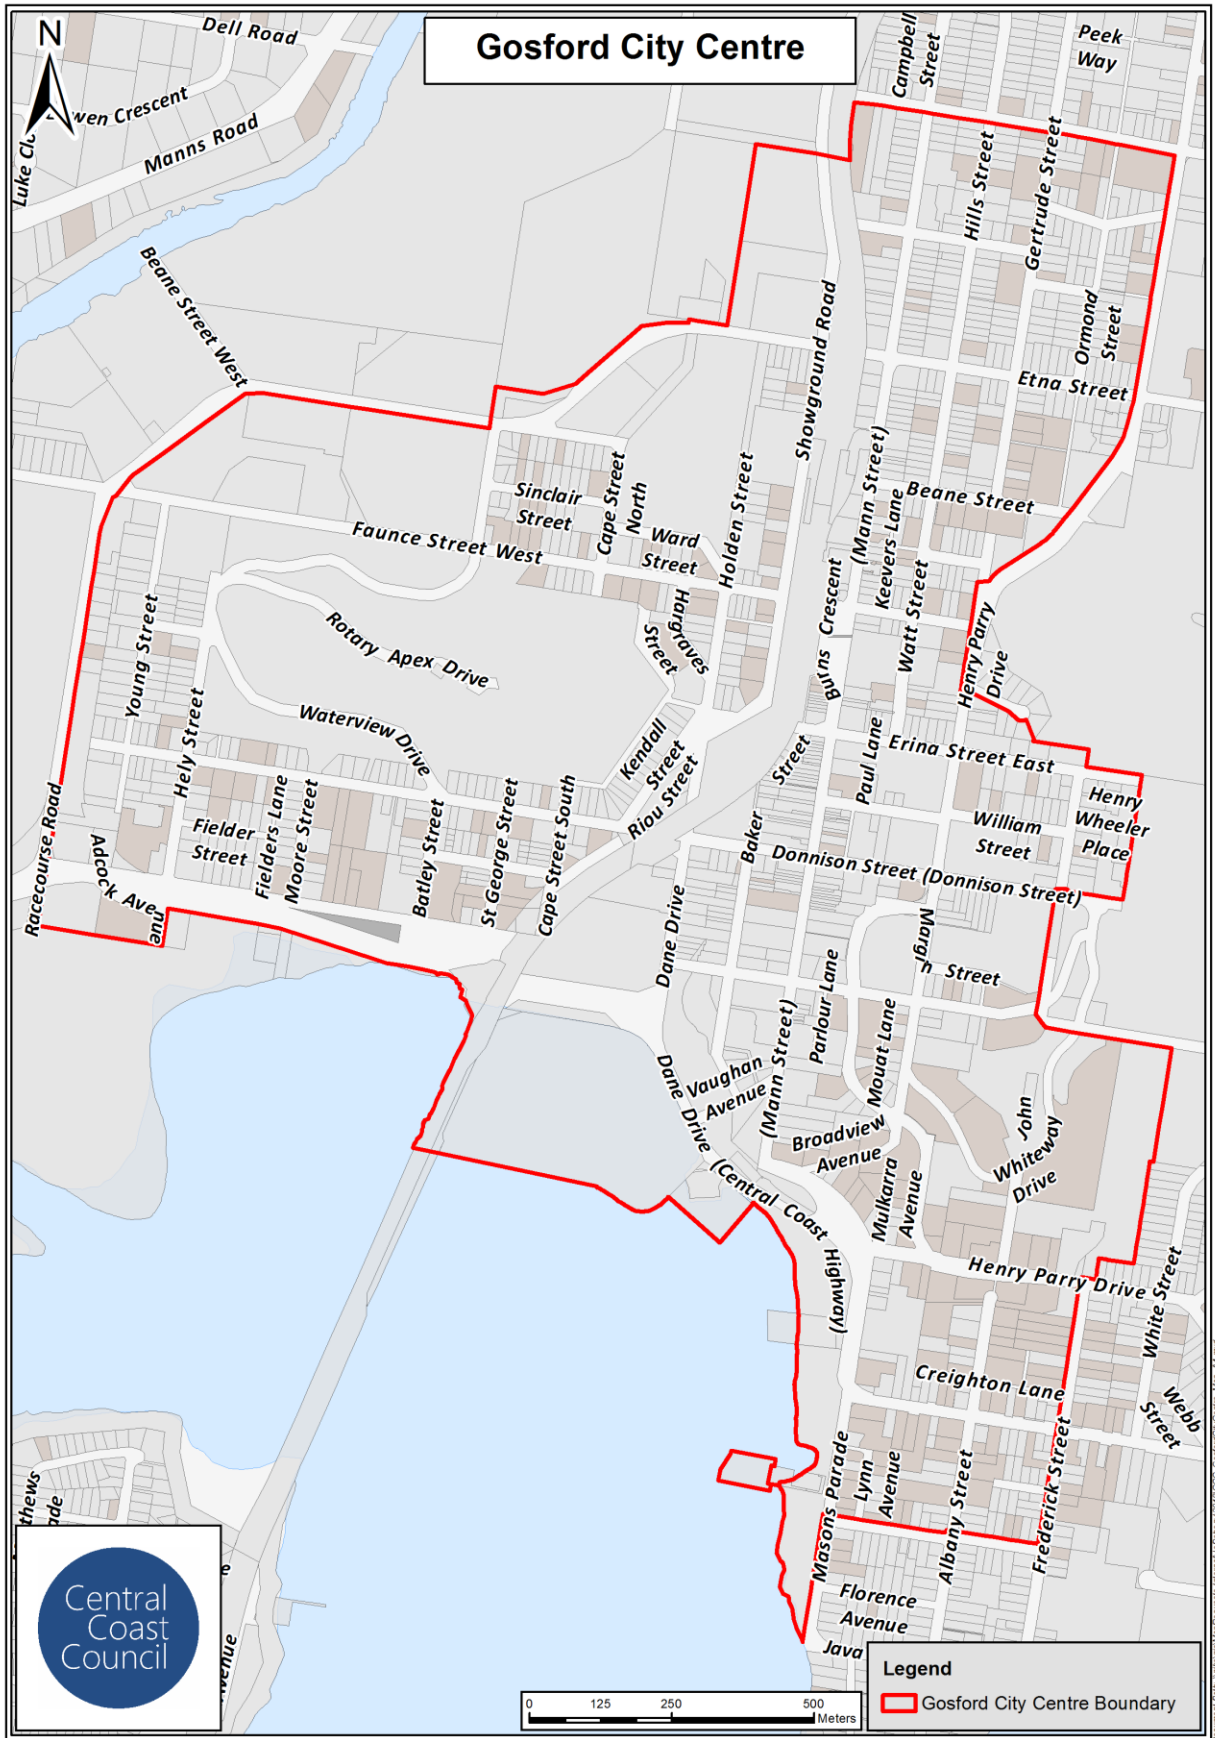 Gosford City Centre
N
Dell Road
Manns Road
Campbell
Street
Peek
Way
Hills Street
Gertrude Street
Beane Street West
Showground Road
Ormond
Street
Etna Street
Sinclair
Street
Cape Street
North
Ward
Street
Holden Street
(Mann Street)
Keevers Lane
Beane Street
Faunce Street West
Hargraves
Street
Burns Crescent
Watt Street
Henry Parry
Drive
Young Street
Rotary Apex Drive
Hely Street
Waterview Drive
Kendall
Street
Riou Street
Street
Paul Lane
Erina Street East
Racecourse Road
Adcock Avenue
Fielder
Street
Fielders Lane
Moore Street
Batley Street
St George Street
Cape Street South
Baker
William
Street
Henry
Wheeler
Place
Donnison Street (Donnison Street)
Dane Drive
Margin Street
Parlour Lane
Mouat Lane
(Mann Street)
Vaughan
Avenue
Dane Drive (Central Coast Highway)
Broadview
Avenue
Mulkarra
Avenue
John
Whiteway
Drive
Henry Parry Drive
White Street
Creighton Lane
Webb
Street
Masons Parade
Lynn
Avenue
Albany Street
Frederick Street
Florence
Avenue
Java
Central
Coast
Council
0 125 250 500
Meters
Legend
Gosford City Centre Boundary